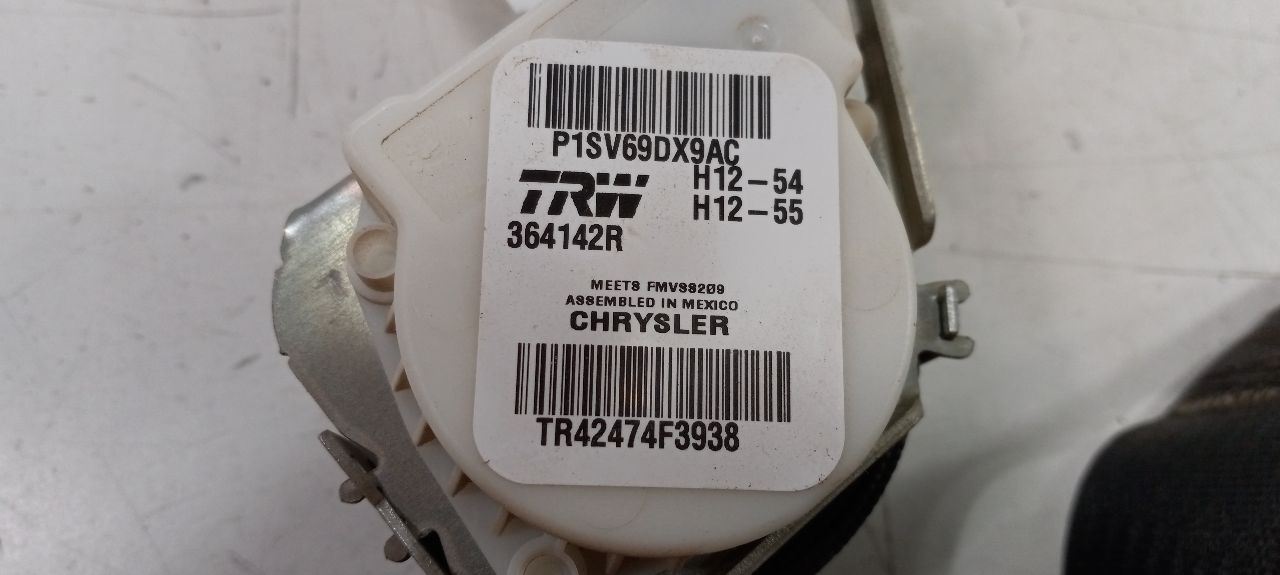 P1SV69DX9AC
TRW H12-54
H12-55
364142R
MEETS FMVSS209
ASSEMBLED IN MEXICO
CHRYSLER
TR42474F3938